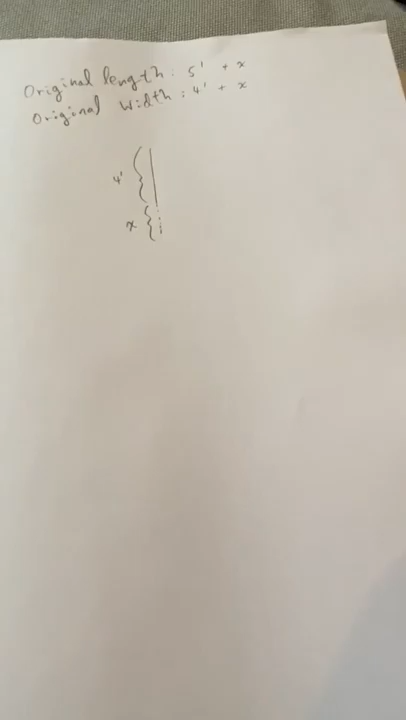 Original length: 5' + x
Original Width: 4' + x
4'
x